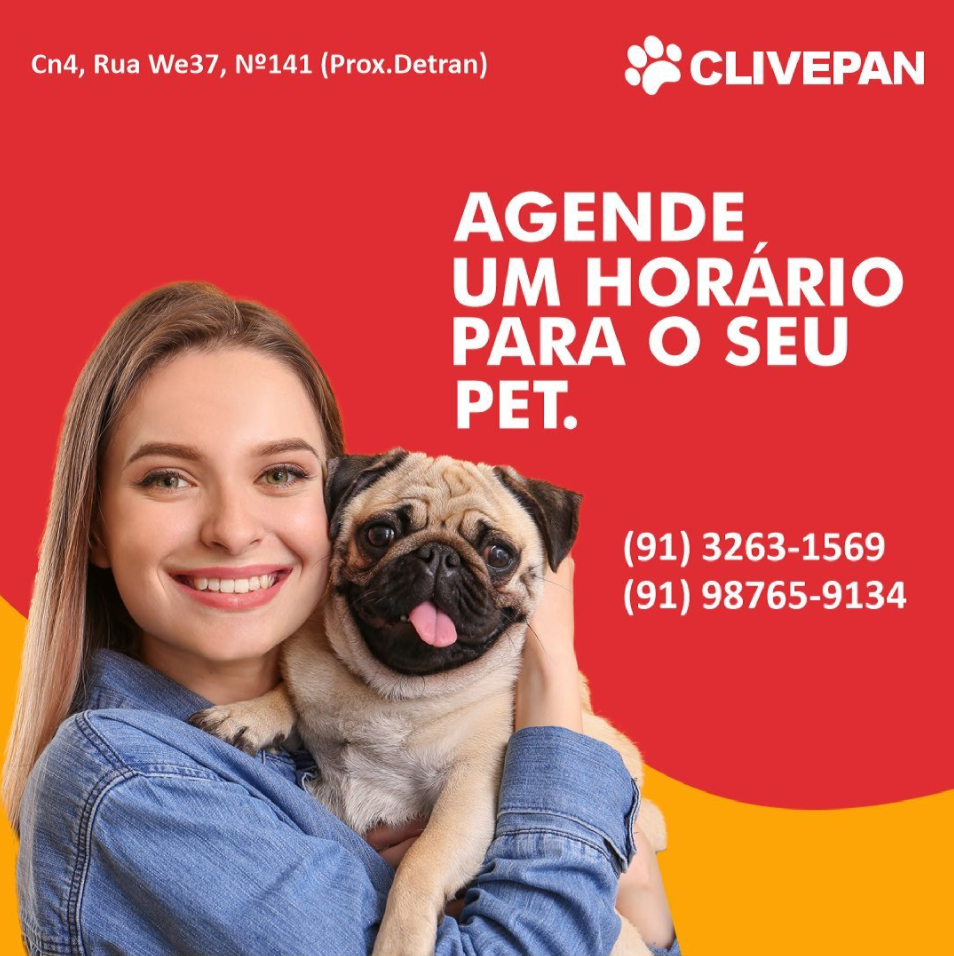 Cn4, Rua We37, Nº141 (Prox.Detran)
CLIVEPAN
AGENDE
UM HORÁRIO
PARA O SEU
PET.
(91) 3263-1569
(91) 98765-9134